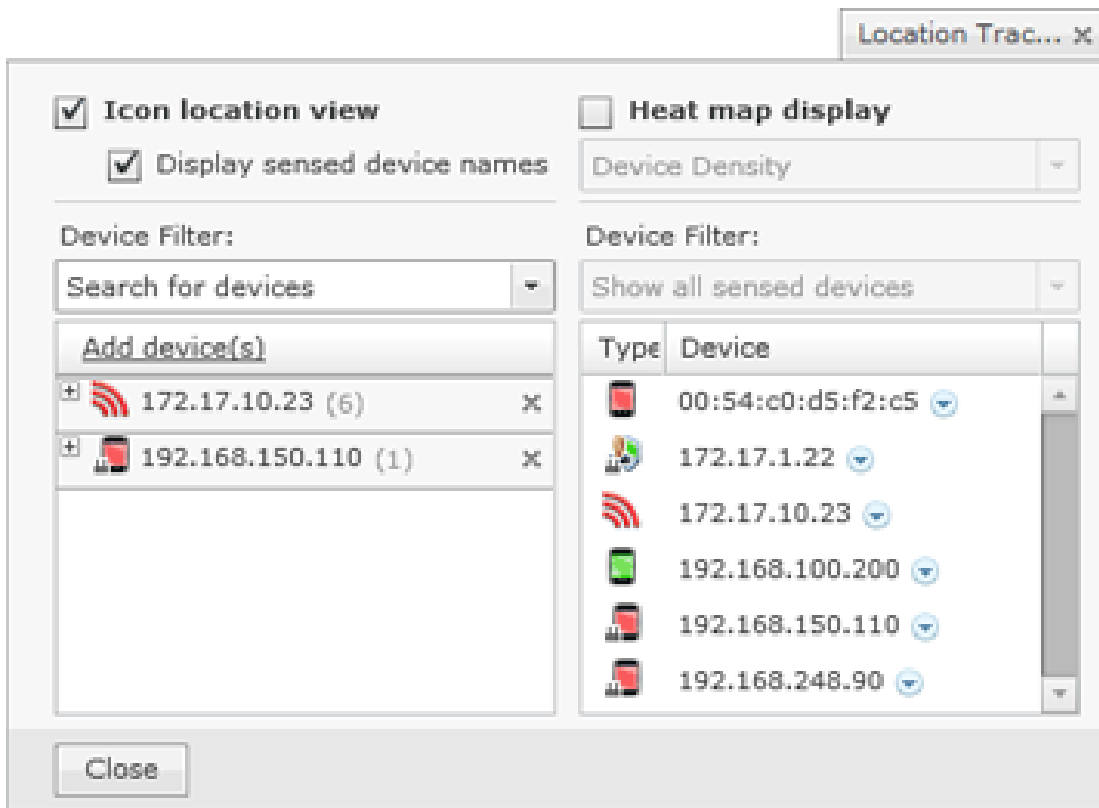 Location Trac... x
Icon location view
Display sensed device names
Device Filter:
Search for devices
Add device(s)
172.17.10.23 (6)
192.168.150.110 (1)
Heat map display
Device Density
Device Filter:
Show all sensed devices
Type Device
00:54:c0:d5:f2:c5
172.17.1.22
172.17.10.23
192.168.100.200
192.168.150.110
192.168.248.90
Close